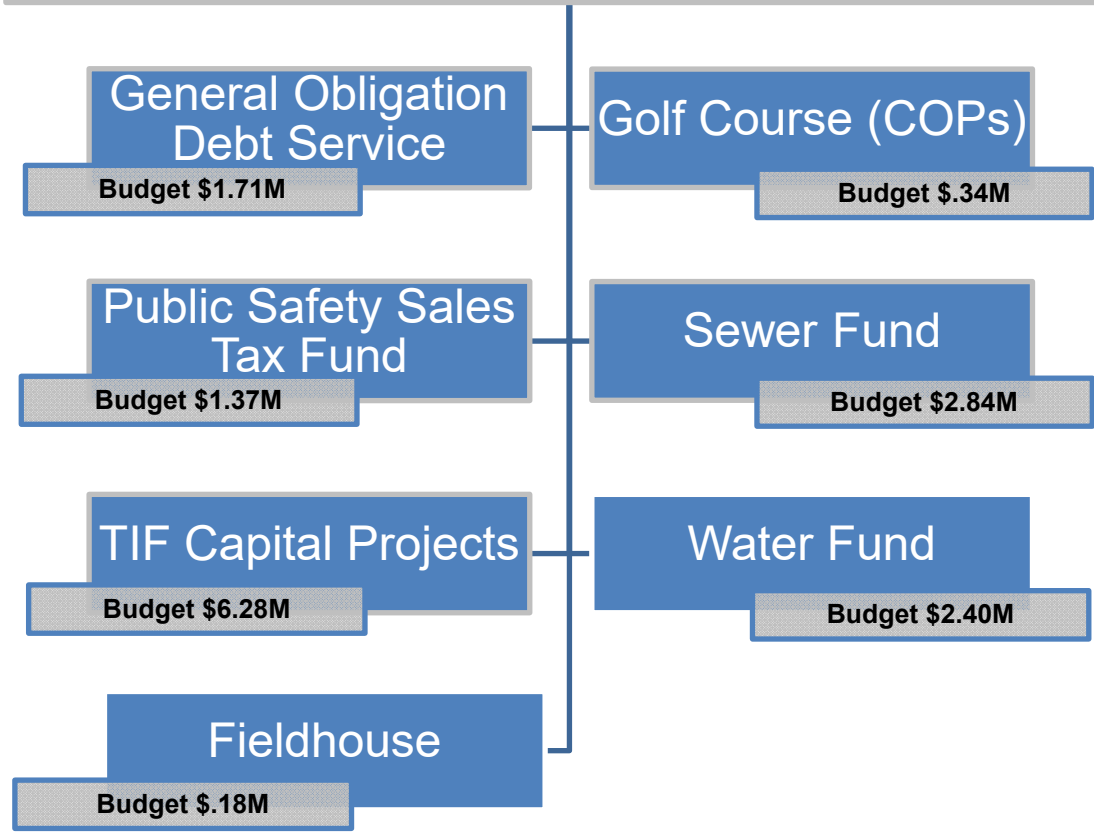 General Obligation
Debt Service
Budget $1.71M
Golf Course (COPs)
Budget $.34M
Public Safety Sales
Tax Fund
Budget $1.37M
Sewer Fund
Budget $2.84M
TIF Capital Projects
Budget $6.28M
Water Fund
Budget $2.40M
Fieldhouse
Budget $.18M